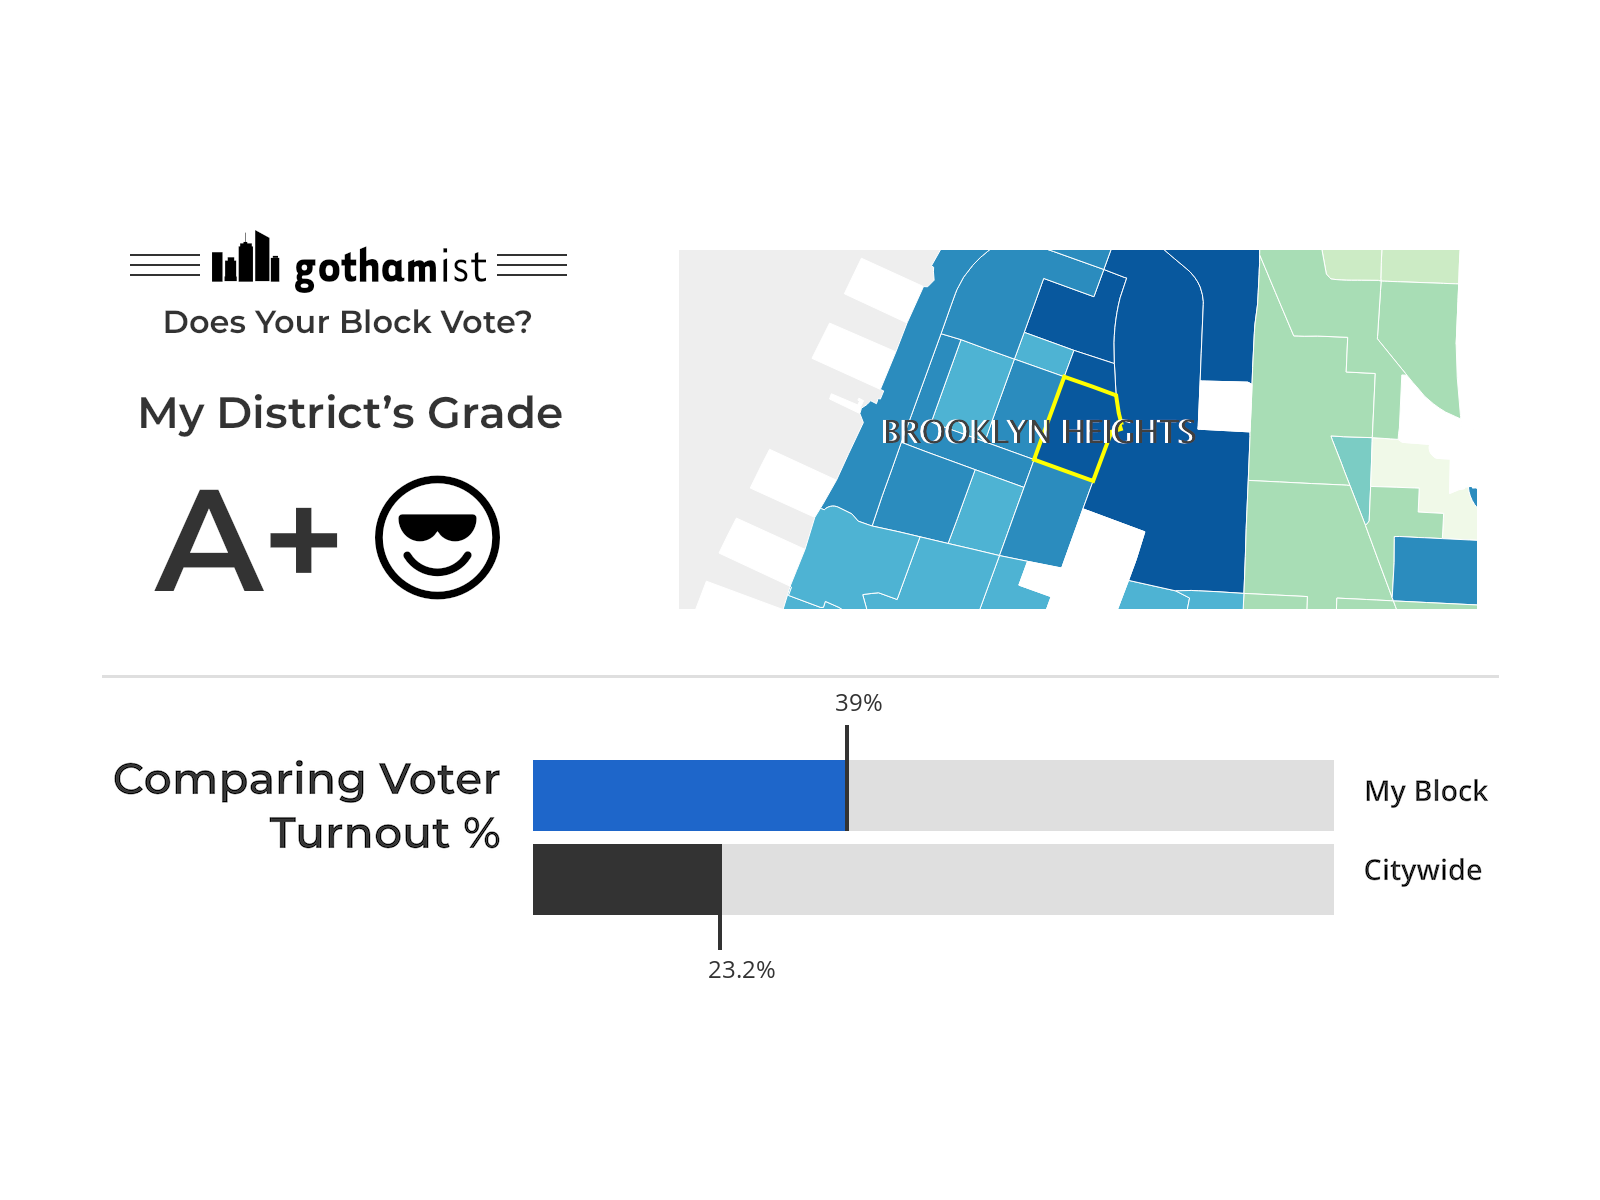 gothamist
Does Your Block Vote?
My District’s Grade
A+
BROOKLYN HEIGHTS
39%
Comparing Voter
Turnout %
My Block
Citywide
23.2%